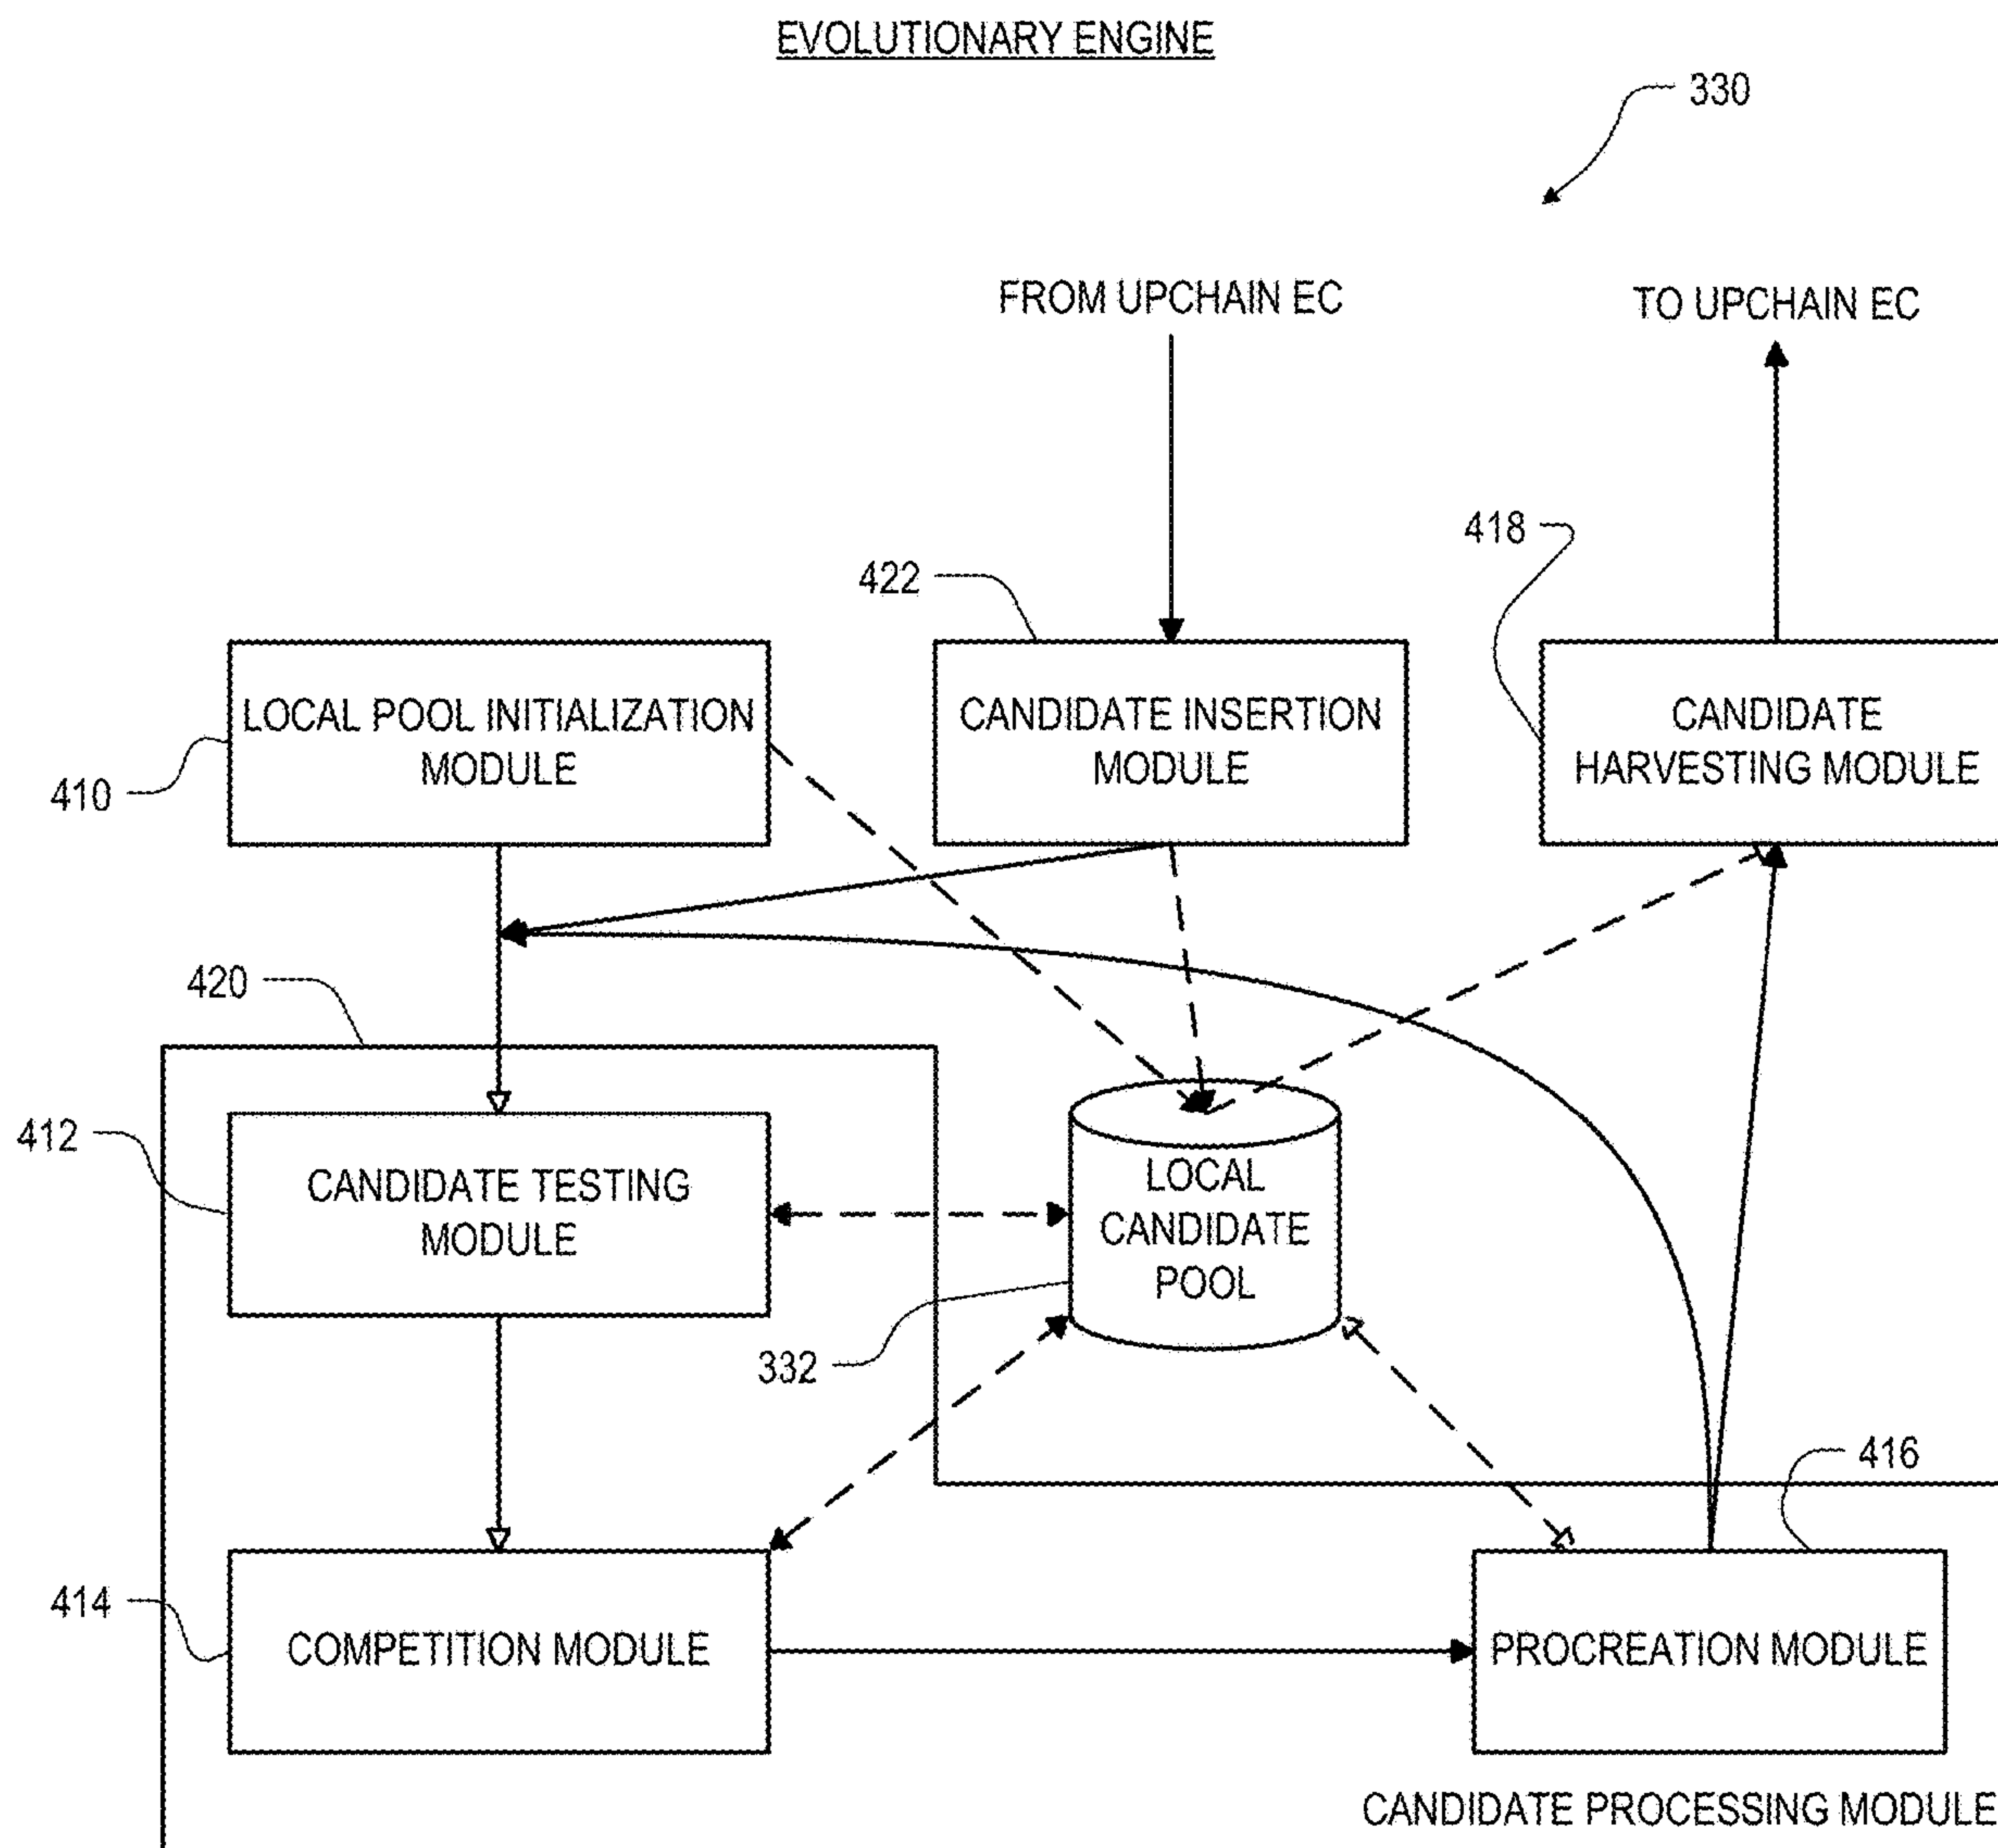 EVOLUTIONARY ENGINE
330
FROM UPCHAIN EC
TO UPCHAIN EC
418
422
LOCAL POOL INITIALIZATION
MODULE
410
CANDIDATE INSERTION
MODULE
CANDIDATE
HARVESTING MODULE
420
412
CANDIDATE TESTING
MODULE
LOCAL
CANDIDATE
POOL
332
416
414
COMPETITION MODULE
PROCREATION MODULE
CANDIDATE PROCESSING MODULE